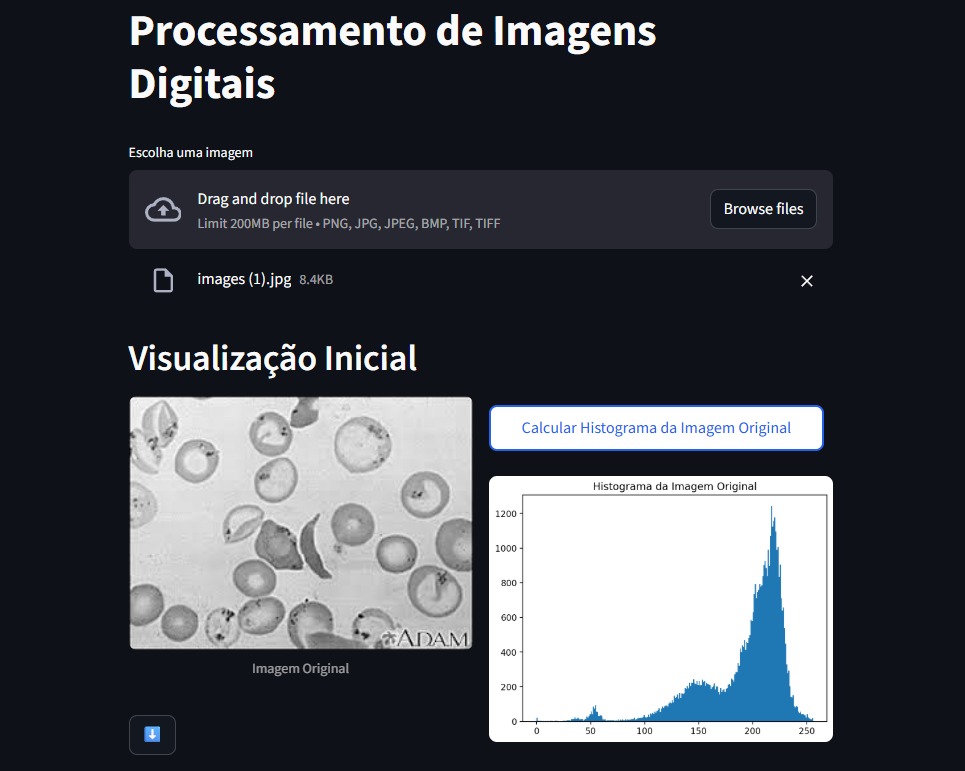 Processamento de Imagens
Digitais
Escolha uma imagem
Drag and drop file here
Limit 200MB per file • PNG, JPG, JPEG, BMP, TIF, TIFF
Browse files
images (1).jpg 8.4KB
Visualização Inicial
Calcular Histograma da Imagem Original
ADAM
Imagem Original
Histograma da Imagem Original
1200
1000
800
600
400
200
0
0 50 100 150 200 250